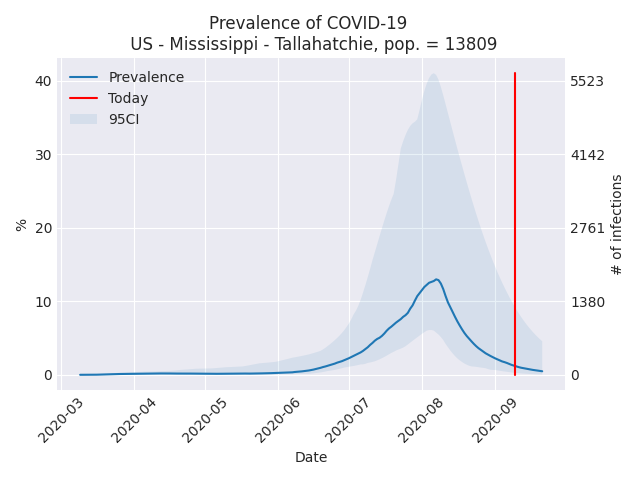 Prevalence of COVID-19
US - Mississippi - Tallahatchie, pop. = 13809
Prevalence
Today
95CI
40
30
20
10
0
%
5523
4142
2761
1380
0
# of infections
2020-03
2020-04
2020-05
2020-06
2020-07
2020-08
2020-09
Date